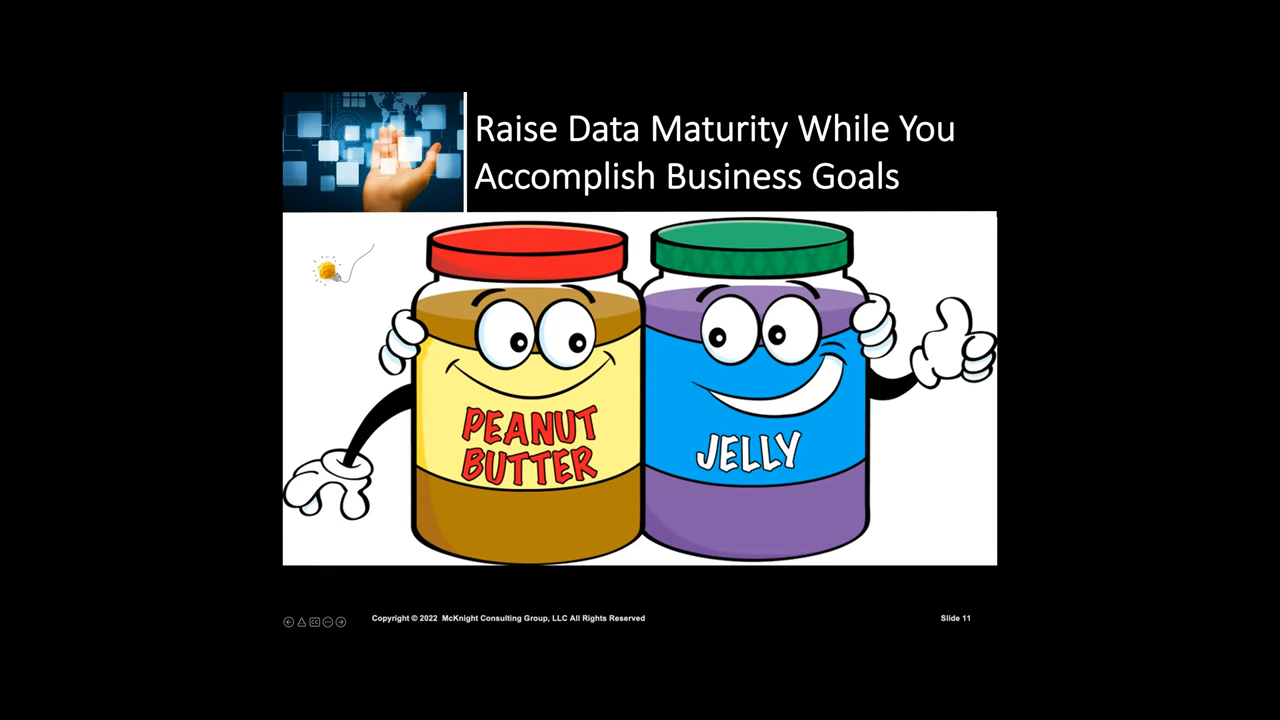 Raise Data Maturity While You
Accomplish Business Goals
PEANUT
BUTTER
JELLY
CC
Copyright © 2022 McKnight Consulting Group, LLC All Rights Reserved
Slide 11